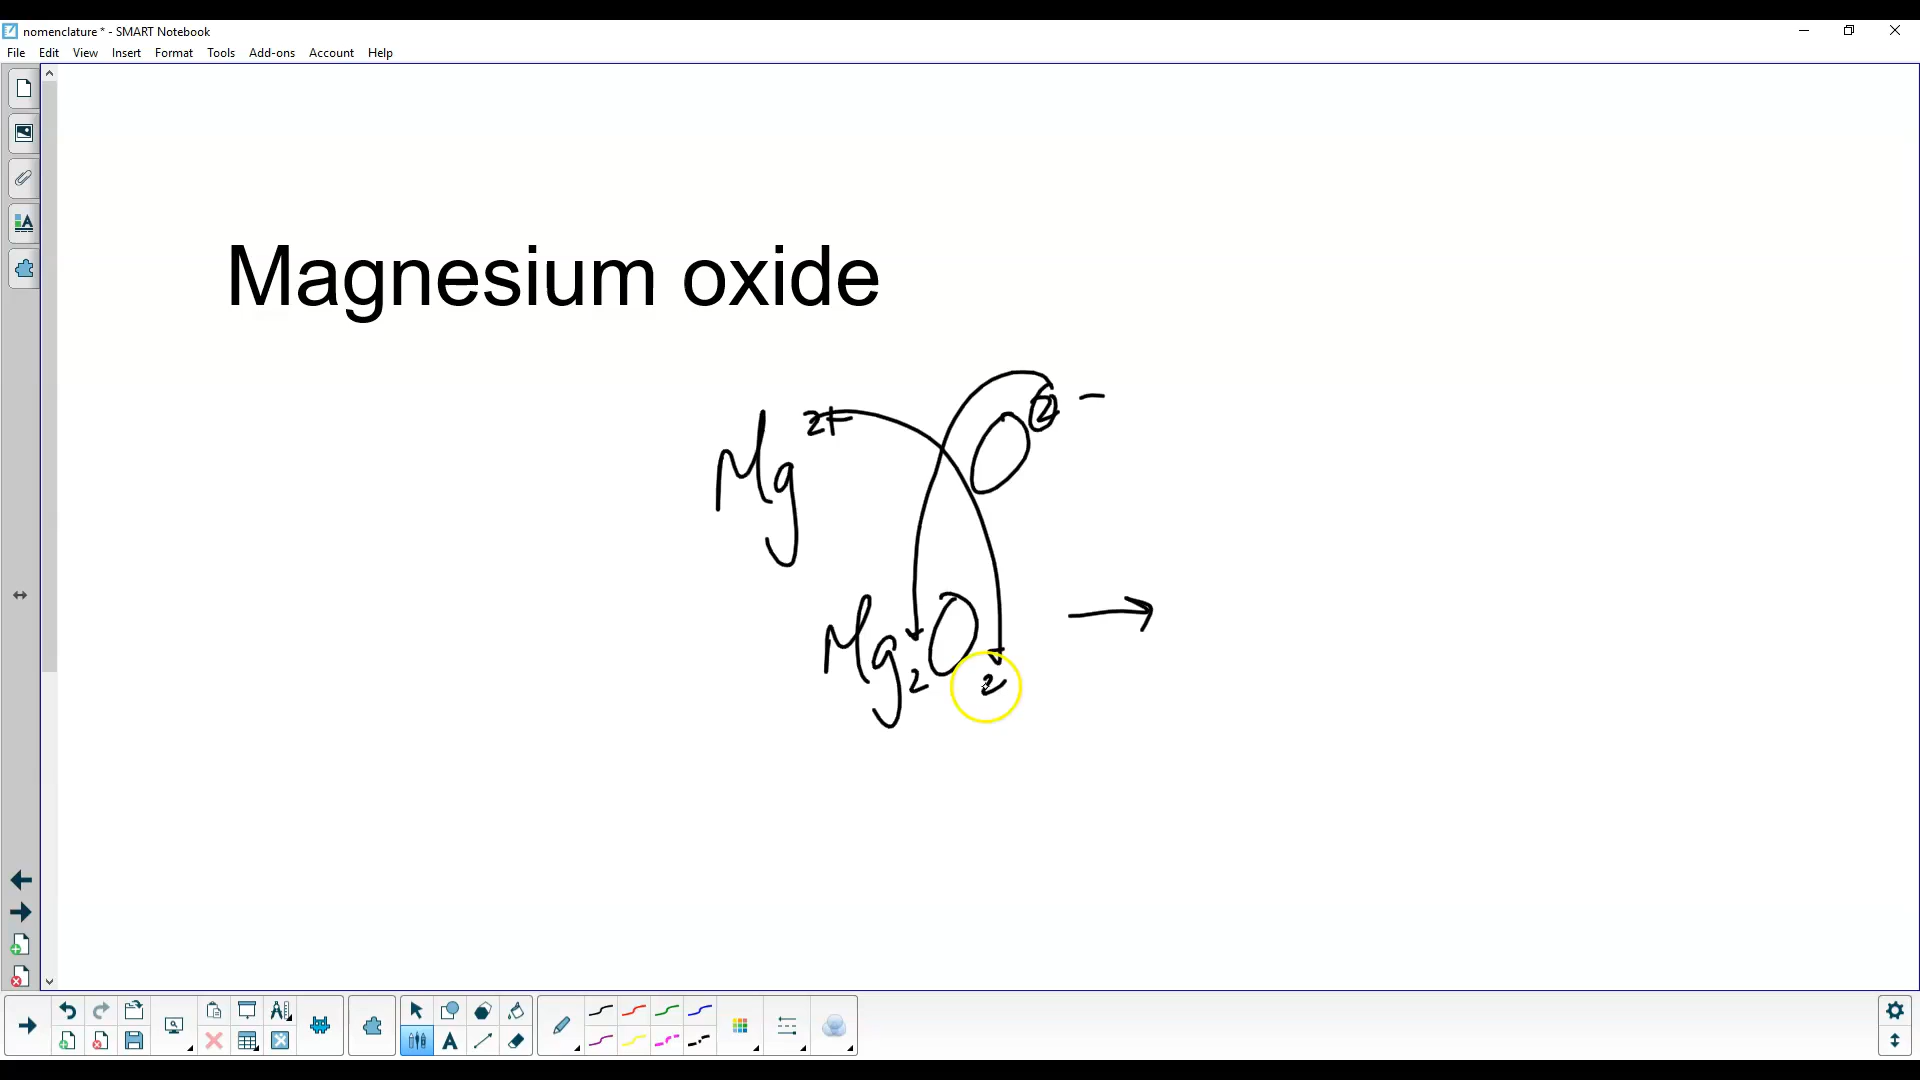 nomenclature * - SMART Notebook
File Edit View Insert Format Tools Add-ons Account Help
Magnesium oxide
Mg²⁺ O²⁻
Mg₂O₂ →